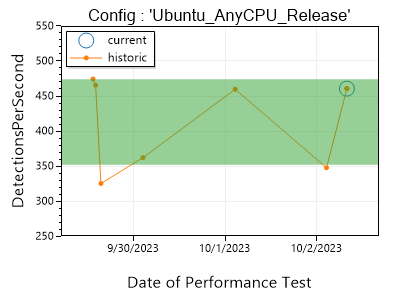 Config : 'Ubuntu_AnyCPU_Release'
current
historic
DetectionsPerSecond
550
500
450
400
350
300
250
9/30/2023
10/1/2023
10/2/2023
Date of Performance Test